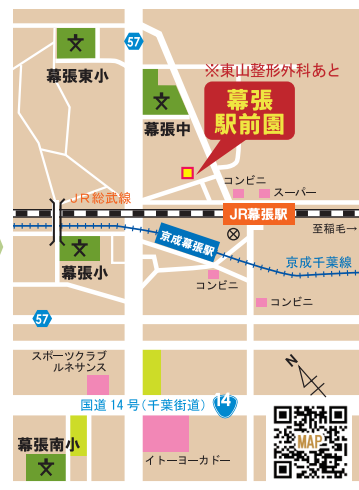 57
幕張東小
※東山整形外科あと
幕張
駅前園
幕張中
コンビニ
スーパー
JR総武線
JR幕張駅
至稲毛→
京成幕張駅
京成千葉線
幕張小
コンビニ
コンビニ
57
スポーツクラブ
ルネサンス
国道14号(千葉街道)
14
N
幕張南小
イトーヨーカドー
MAP